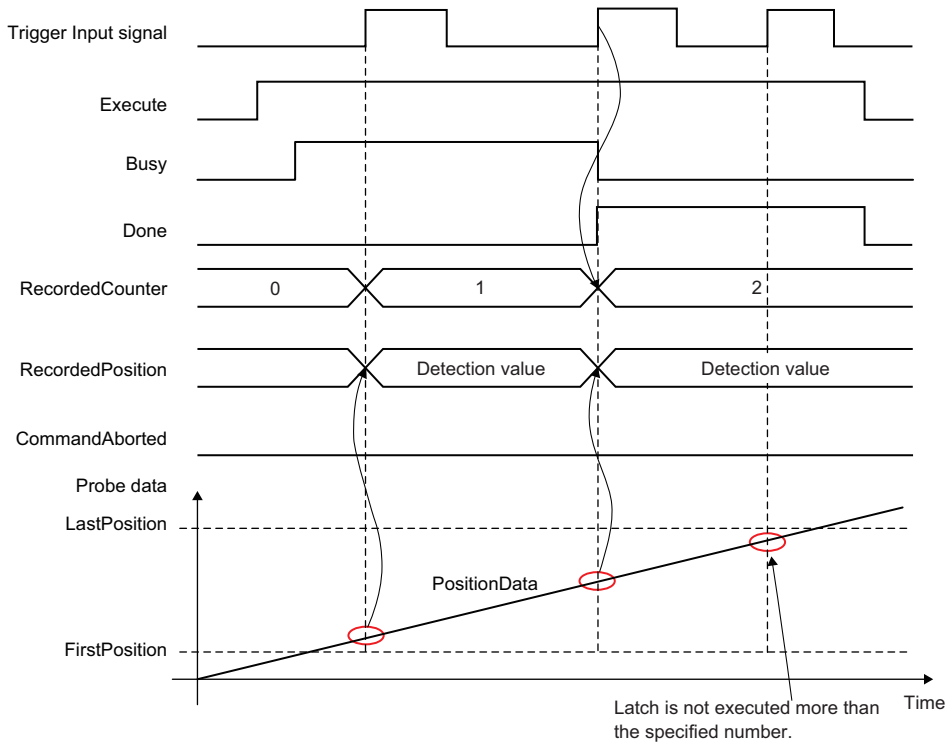 Trigger Input signal
Execute
Busy
Done
RecordedCounter
0
1
2
RecordedPosition
Detection value
Detection value
CommandAborted
Probe data
LastPosition
PositionData
FirstPosition
Time
Latch is not executed more than
the specified number.